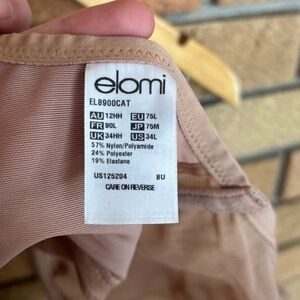 elomi
EL8900CAT
AU 12HH EU 75L
FR 90L JP 75M
UK 34HH US 34L
57% Nylon/Polyamide
24% Polyester
19% Elastane
US125204 BU
CARE ON REVERSE